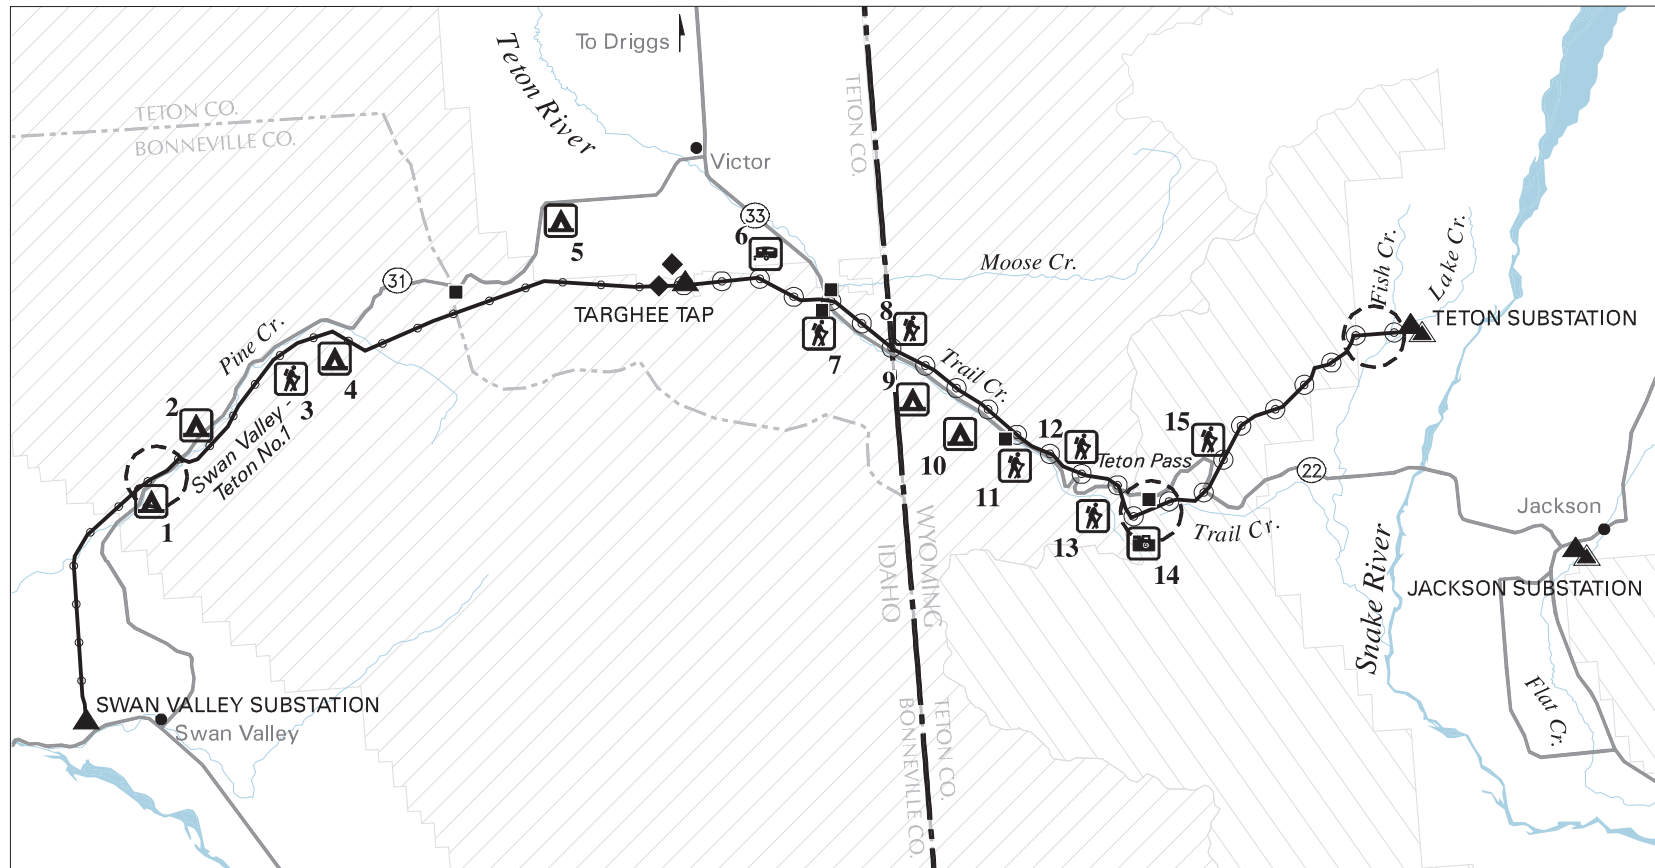 To Driggs
Teton River
TETON CO.
BONNEVILLE CO.
TETON CO.
Victor
33
6
5
31
Moose Cr.
Fish Cr.
Lake Cr.
TARGHEE TAP
8
TETON SUBSTATION
Pine Cr.
7
Trail Cr.
4
3
9
2
Swan Valley -
Teton No.1
12
15
10
Teton Pass
22
11
1
Jackson
13
Trail Cr.
14
WYOMING
IDAHO
Snake River
JACKSON SUBSTATION
SWAN VALLEY SUBSTATION
Swan Valley
Flat Cr.
TETON CO.
BONNEVILLE CO.